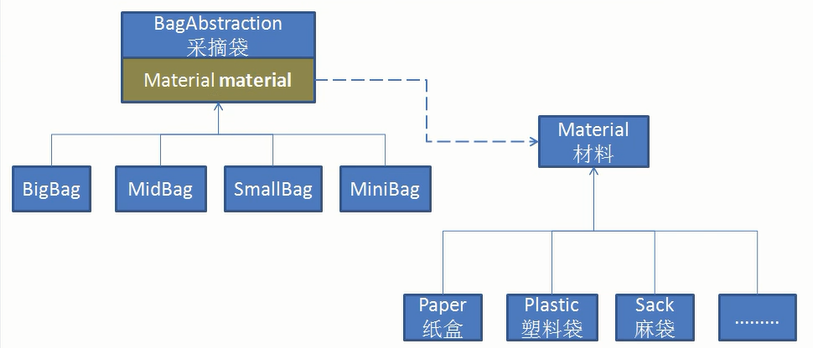 BagAbstraction
采摘袋
Material material
Material
材料
BigBag
MidBag
SmallBag
MiniBag
Paper
纸盒
Plastic
塑料袋
Sack
麻袋
.........